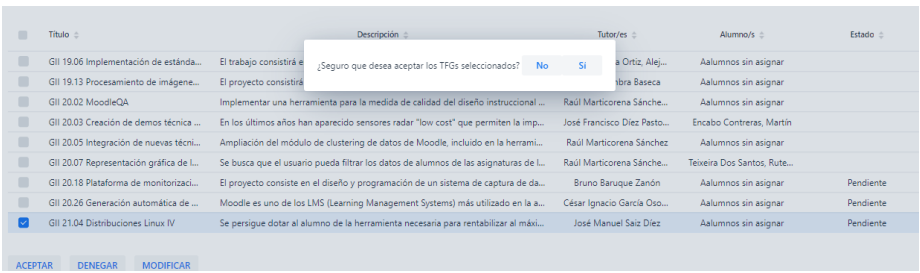 Título Descripción Tutor/es Alumno/s Estado
¿Seguro que desea aceptar los TFGs seleccionados? No Sí
GII 19.06 Implementación de estánda... El trabajo consistirá e a Ortiz, Alej... Aalumnos sin asignar
GII 19.13 Procesamiento de imágene... El proyecto consistirá bra Baseca Aalumnos sin asignar
GII 20.02 MoodleQA Implementar una herramienta para la medida de calidad del diseño instruccional ... Raúl Marticorena Sánche... Aalumnos sin asignar
GII 20.03 Creación de demos técnica ... En los últimos años han aparecido sensores radar "low cost" que permiten la imp... José Francisco Díez Pasto... Encabo Contreras, Martín
GII 20.05 Integración de nuevas técni... Ampliación del módulo de clustering de datos de Moodle, incluido en la herrami... Raúl Marticorena Sánchez Aalumnos sin asignar
GII 20.07 Representación gráfica de l... Se busca que el usuario pueda filtrar los datos de alumnos de las asignaturas de l... Raúl Marticorena Sánche... Teixeira Dos Santos, Rute...
GII 20.18 Plataforma de monitorizaci... El proyecto consiste en el diseño y programación de un sistema de captura de da... Bruno Baruque Zanón Aalumnos sin asignar Pendiente
GII 20.26 Generación automática de ... Moodle es uno de los LMS (Learning Management Systems) más utilizado en la a... César Ignacio García Oso... Aalumnos sin asignar Pendiente
GII 21.04 Distribuciones Linux IV Se persigue dotar al alumno de la herramienta necesaria para rentabilizar al máxi... José Manuel Saiz Díez Aalumnos sin asignar Pendiente
ACEPTAR DENEGAR MODIFICAR